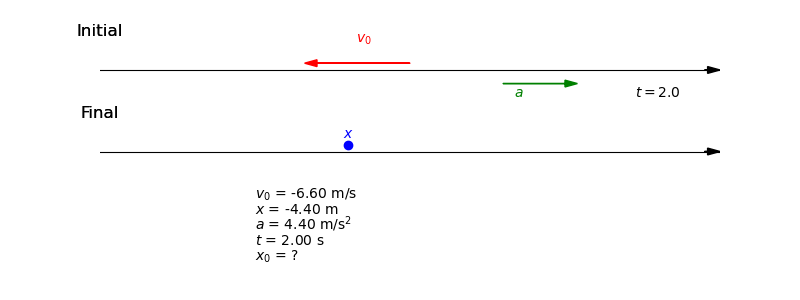 Initial
v₀
a
t = 2.0
Final
x
v₀ = -6.60 m/s
x = -4.40 m
a = 4.40 m/s²
t = 2.00 s
x₀ = ?